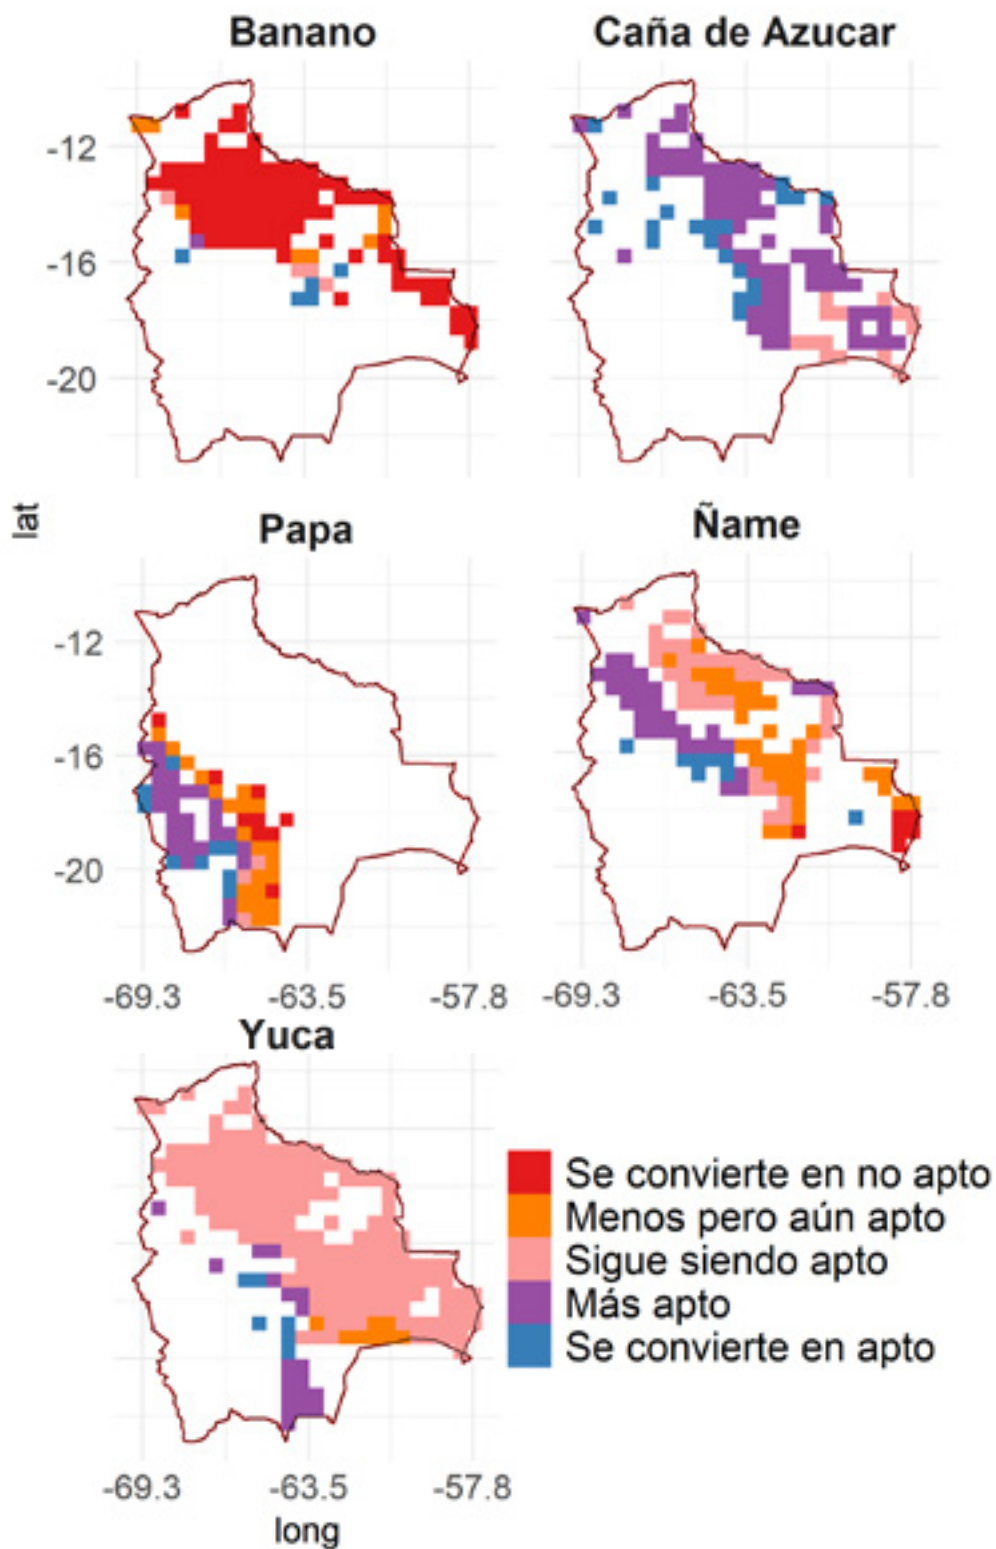 Banano
Caña de Azucar
-12
-16
-20
lat
Papa
Ñame
-12
-16
-20
-69.3 -63.5 -57.8
-69.3 -63.5 -57.8
Yuca
Se convierte en no apto
Menos pero aún apto
Sigue siendo apto
Más apto
Se convierte en apto
-69.3 -63.5 -57.8
long